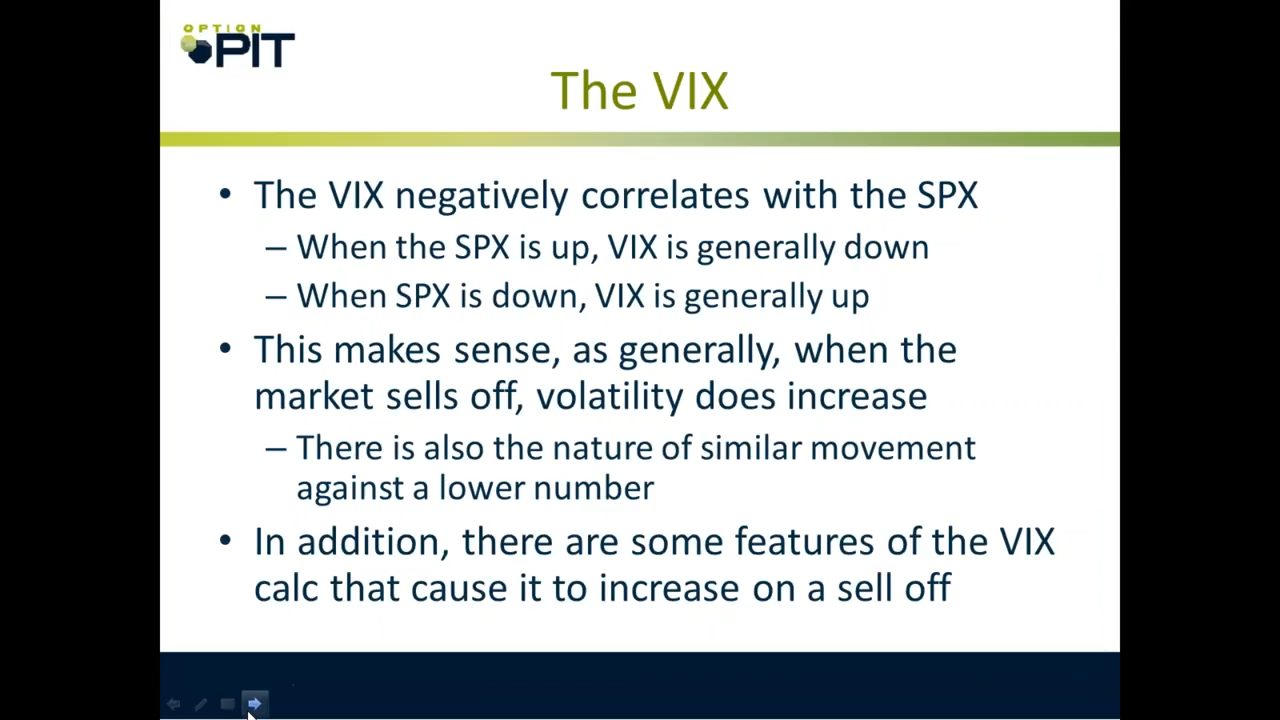 OPTION
PIT
The VIX
• The VIX negatively correlates with the SPX
– When the SPX is up, VIX is generally down
– When SPX is down, VIX is generally up
• This makes sense, as generally, when the
market sells off, volatility does increase
– There is also the nature of similar movement
against a lower number
• In addition, there are some features of the VIX
calc that cause it to increase on a sell off